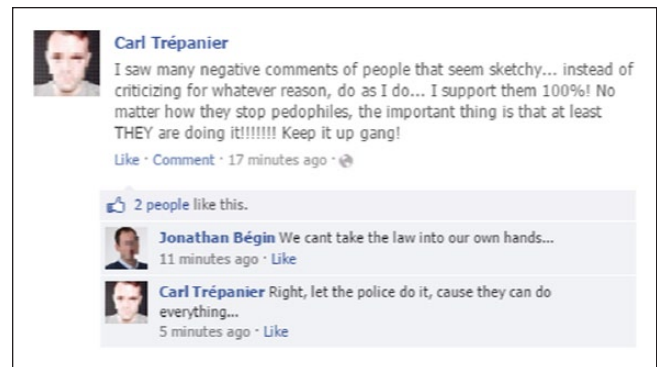 Carl Trépanier
I saw many negative comments of people that seem sketchy... instead of
criticizing for whatever reason, do as I do... I support them 100%! No
matter how they stop pedophiles, the important thing is that at least
THEY are doing it!!!!!!! Keep it up gang!
Like · Comment · 17 minutes ago ·
2 people like this.
Jonathan Bégin We cant take the law into our own hands...
11 minutes ago · Like
Carl Trépanier Right, let the police do it, cause they can do
everything...
5 minutes ago · Like